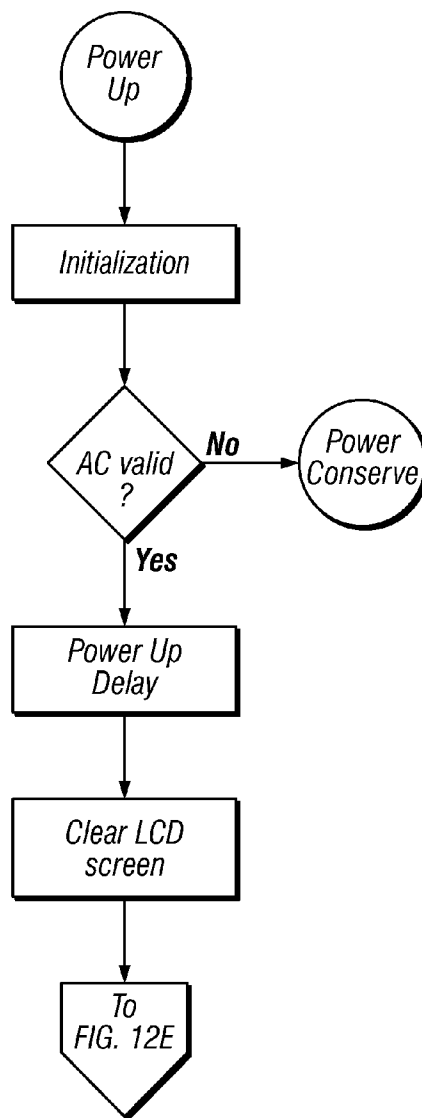 Power
Up
Initialization
AC valid
?
No
Power
Conserve
Yes
Power Up
Delay
Clear LCD
screen
To
FIG. 12E